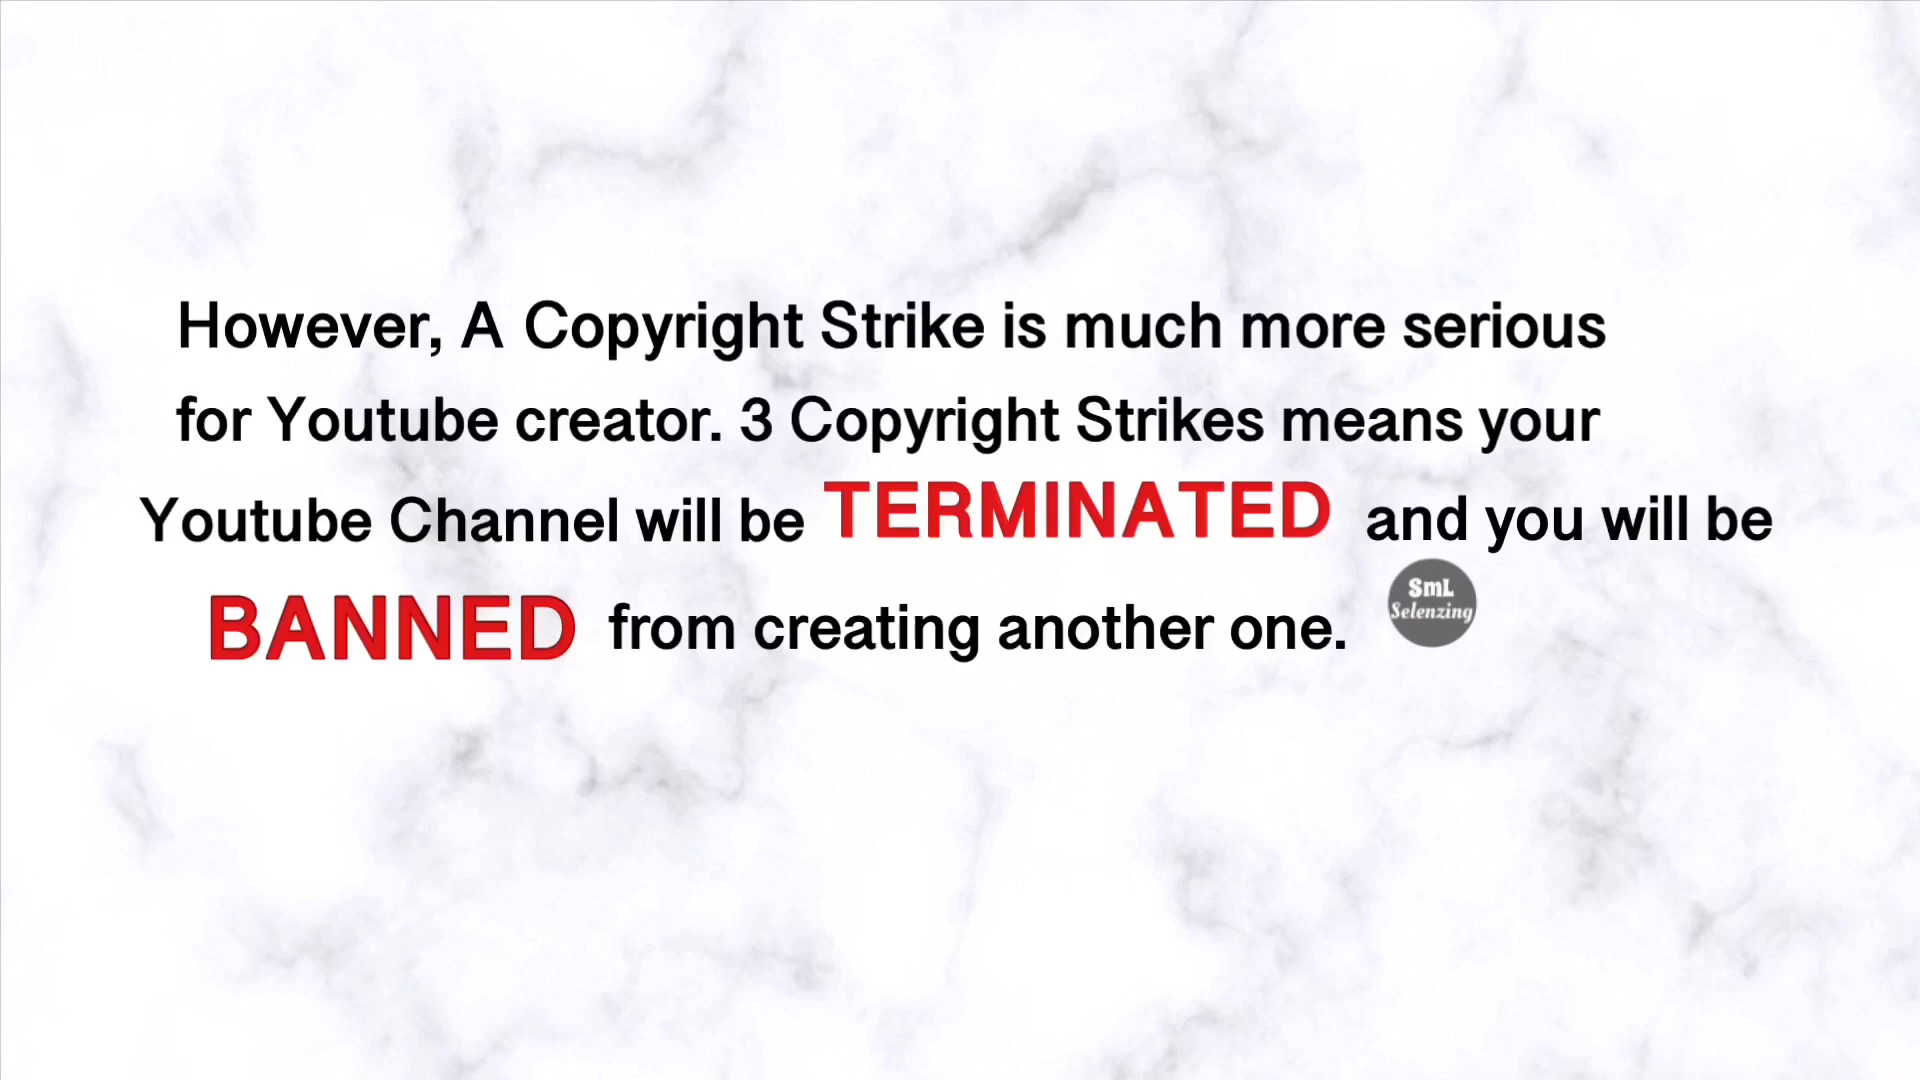 However, A Copyright Strike is much more serious
for Youtube creator. 3 Copyright Strikes means your
Youtube Channel will be TERMINATED and you will be
BANNED from creating another one.
SmL
Selenzing